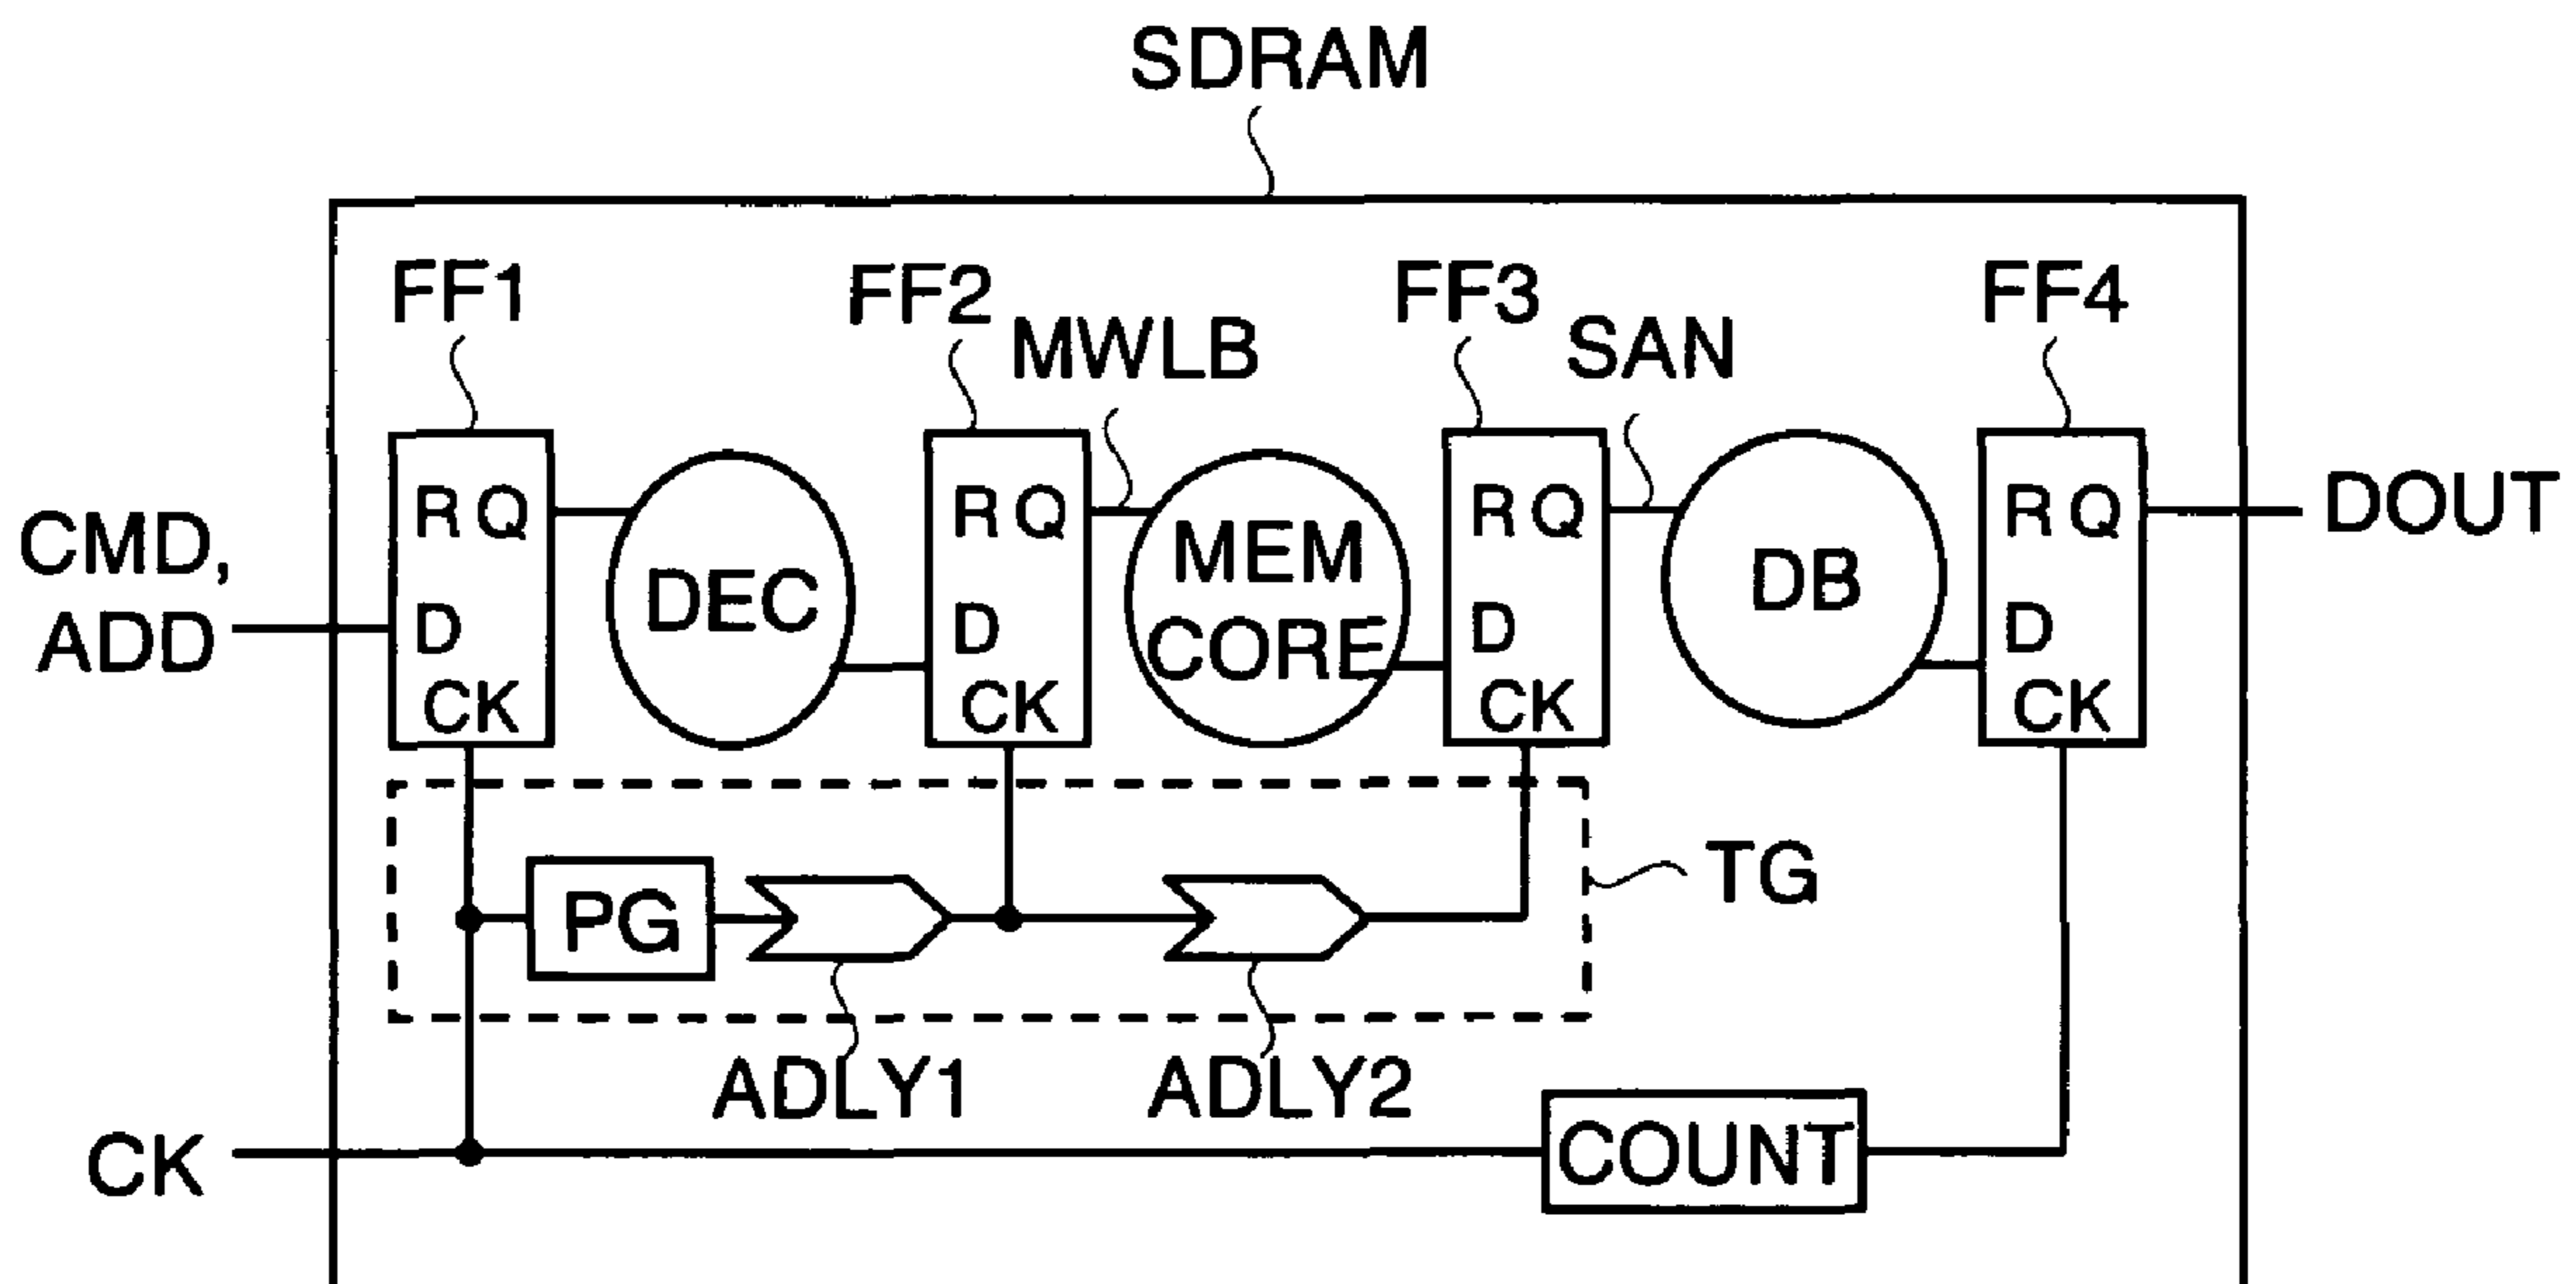 SDRAM
FF1
FF2
MWLB
FF3
SAN
FF4
CMD,
ADD
R Q
D
CK
DEC
R Q
D
CK
MEM
CORE
R Q
D
CK
DB
R Q
D
CK
DOUT
PG
TG
ADLY1
ADLY2
CK
COUNT